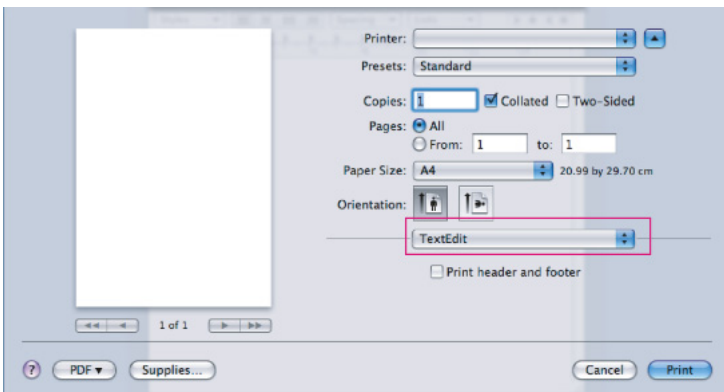 Printer:
Presets: Standard
Copies: 1 Collated Two-Sided
Pages: All
From: 1 to: 1
Paper Size: A4 20.99 by 29.70 cm
Orientation:
TextEdit
Print header and footer
1 of 1
? PDF Supplies... Cancel Print